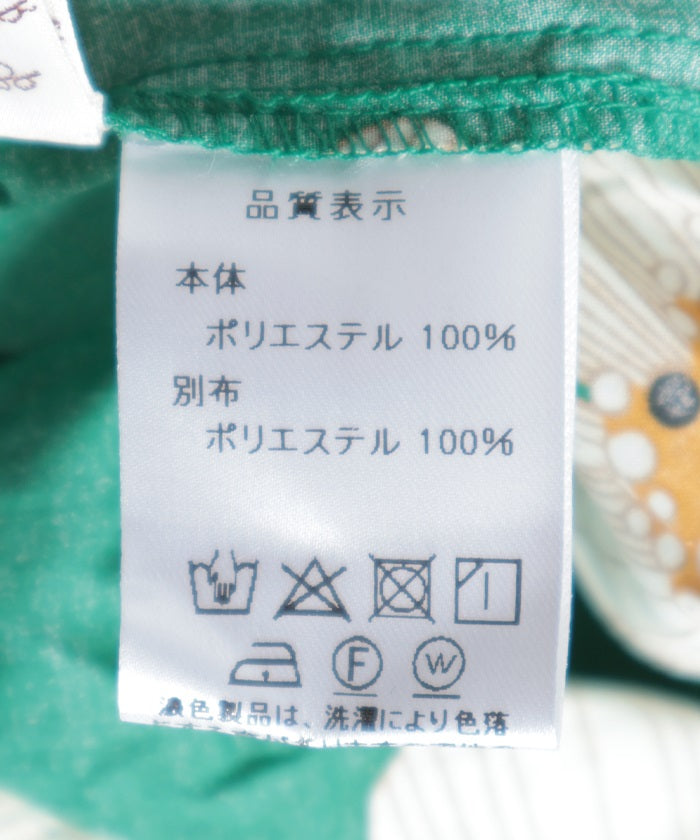 品質表示
本体
ポリエステル 100%
別布
ポリエステル 100%
F W
濃色製品は、洗濯により色落